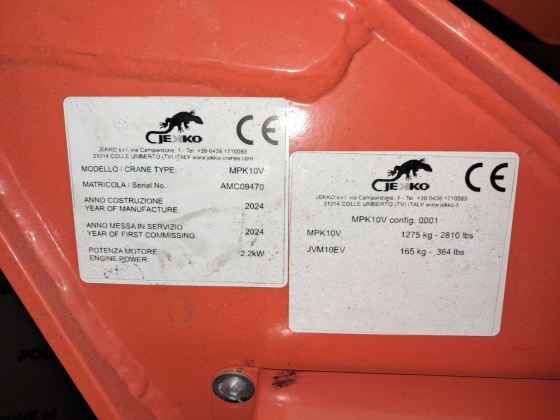 JEKKO
CE
JEKKO s.r.l. via Campardone, 1 - Tel. +39 0438 1710083
31014 COLLE UMBERTO (TV) ITALY www.jekko-cranes.com
MODELLO / CRANE TYPE: MPK10V
MATRICOLA / Serial No. AMC09470
ANNO COSTRUZIONE
YEAR OF MANUFACTURE 2024
ANNO MESSA IN SERVIZIO
YEAR OF FIRST COMMISSING: 2024
POTENZA MOTORE
ENGINE POWER: 2.2kW
JEKKO
CE
JEKKO s.r.l. via Campardone, 1 - Tel. +39 0438 1710083
31014 COLLE UMBERTO (TV) ITALY www.jekko.it
MPK10V config. 0001
MPK10V. 1275 kg - 2810 lbs
JVM10EV 165 kg - 364 lbs